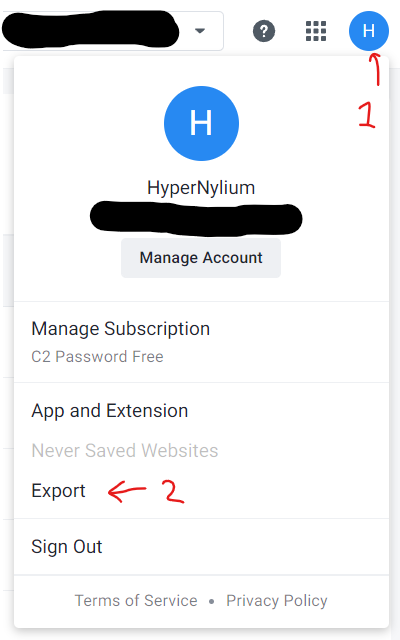 H
1
H
HyperNylium
Manage Account
Manage Subscription
C2 Password Free
App and Extension
Never Saved Websites
Export
2
Sign Out
Terms of Service • Privacy Policy